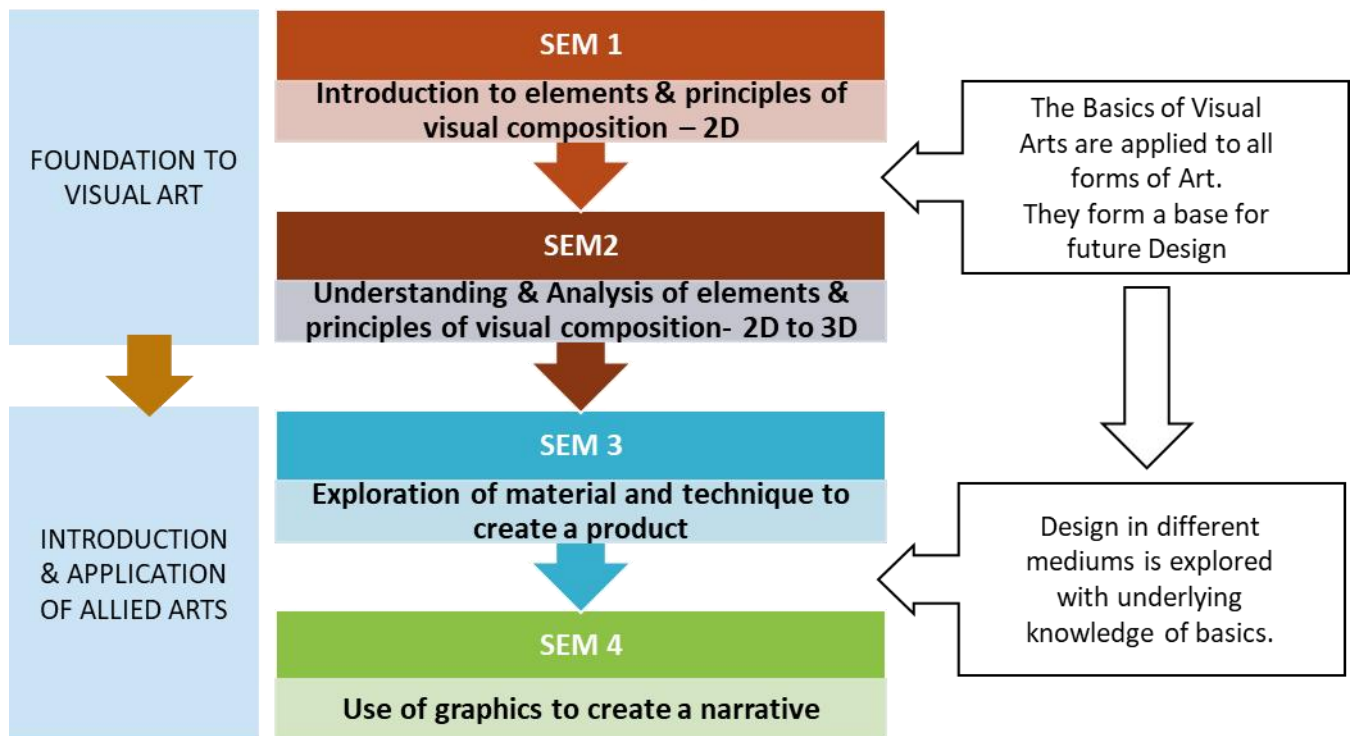 FOUNDATION TO
VISUAL ART
SEM 1
Introduction to elements & principles of
visual composition – 2D
SEM2
Understanding & Analysis of elements &
principles of visual composition- 2D to 3D
The Basics of Visual
Arts are applied to all
forms of Art.
They form a base for
future Design
INTRODUCTION
& APPLICATION
OF ALLIED ARTS
SEM 3
Exploration of material and technique to
create a product
SEM 4
Use of graphics to create a narrative
Design in different
mediums is explored
with underlying
knowledge of basics.